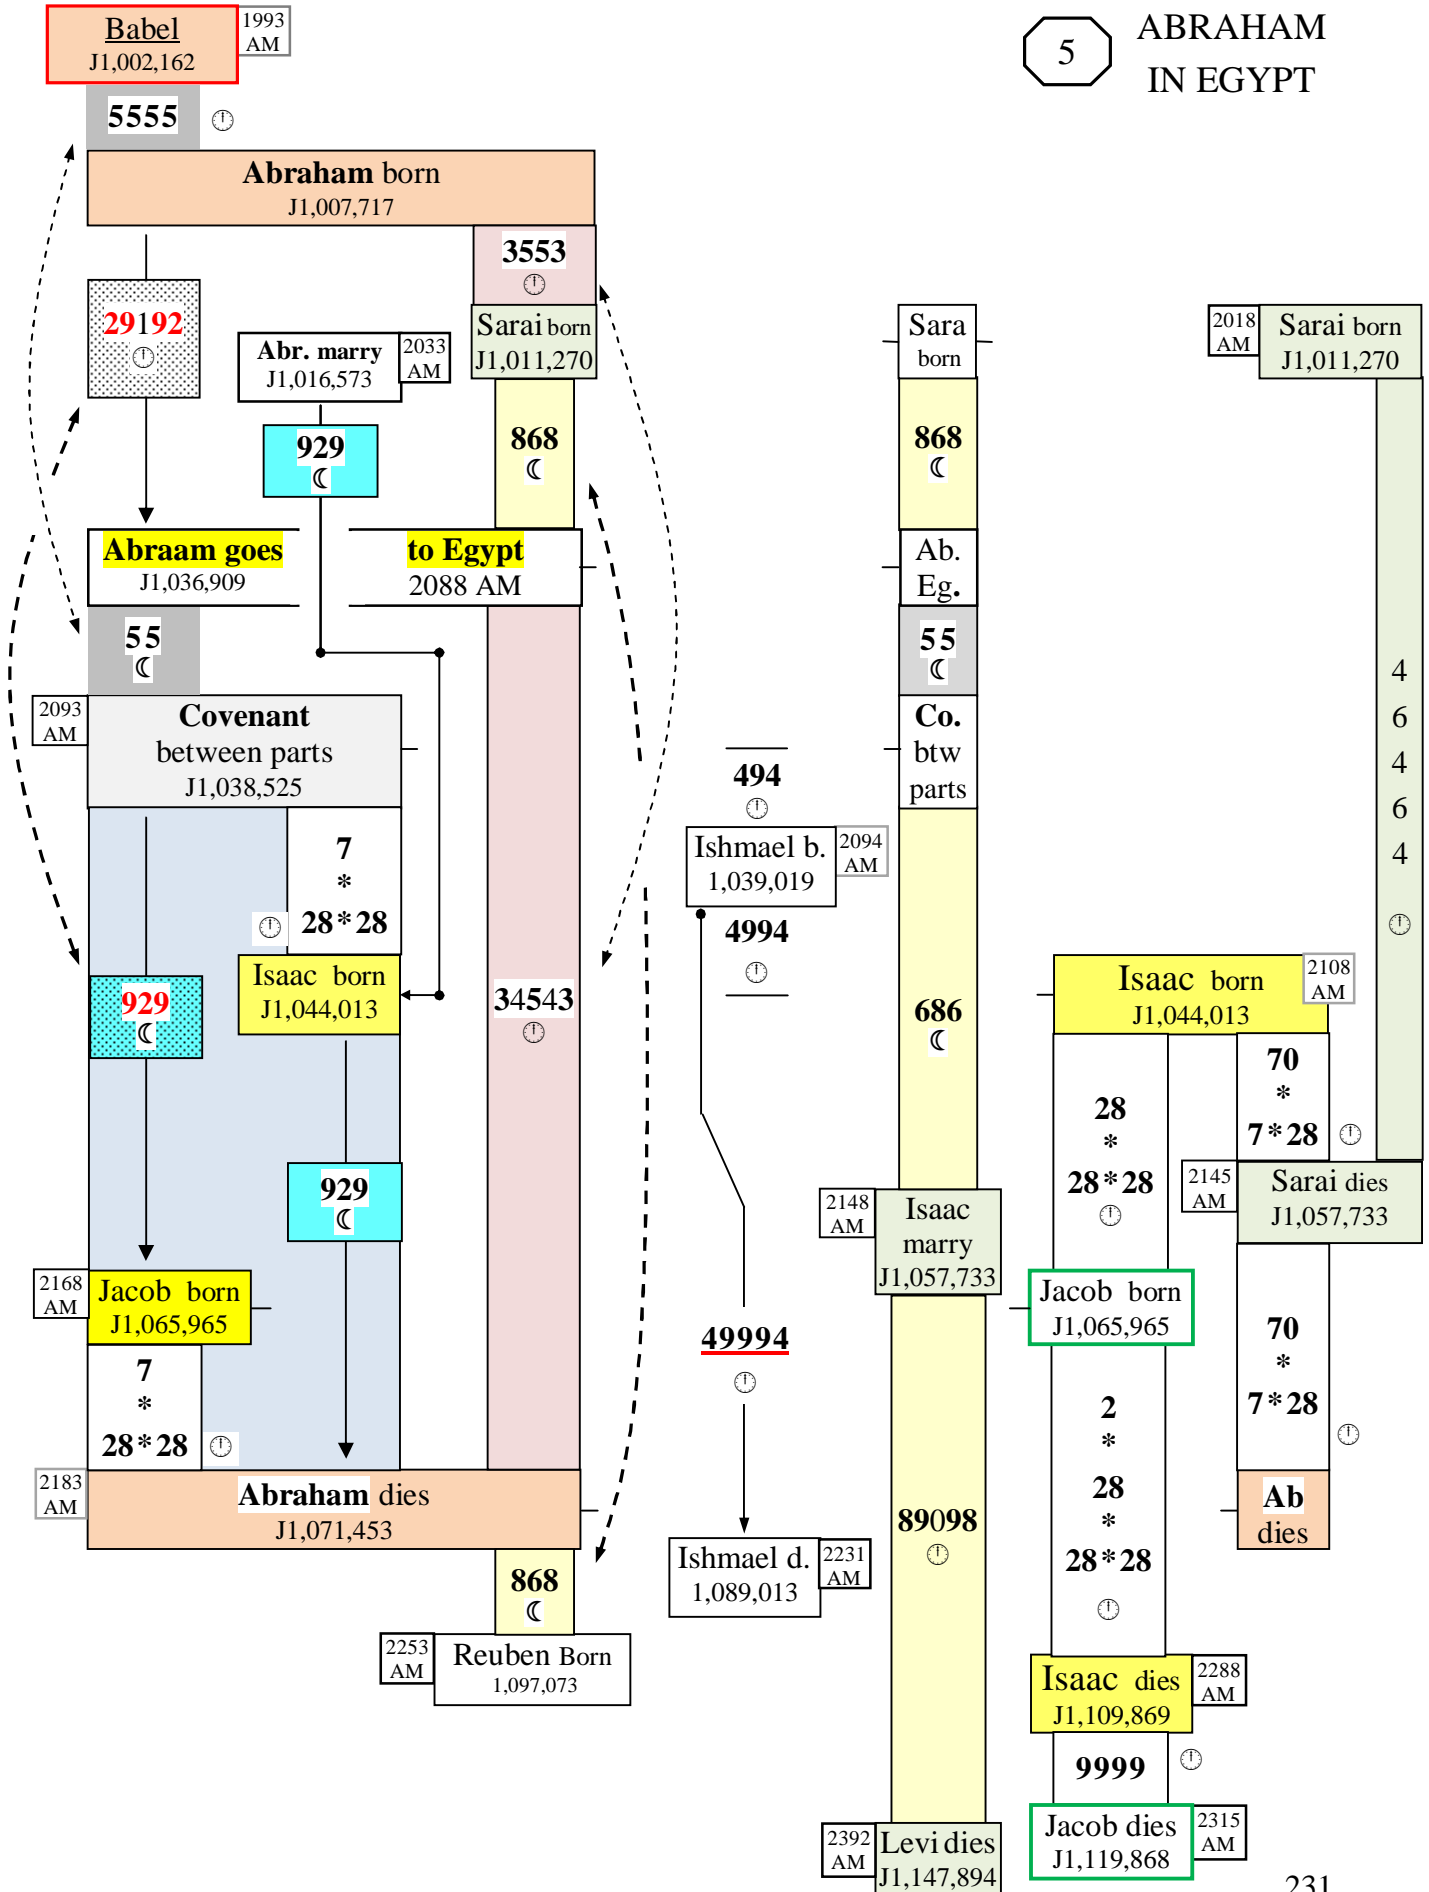 5
ABRAHAM
IN EGYPT
Babel
J1,002,162
1993
AM
5555
Abraham born
J1,007,717
3553
29192
Abr. marry
J1,016,573
2033
AM
Sarai born
J1,011,270
Sara
born
2018
AM
Sarai born
J1,011,270
929
868
868
Abraam goes
J1,036,909
to Egypt
2088 AM
Ab.
Eg.
55
55
4
6
4
6
4
2093
AM
Covenant
between parts
J1,038,525
Co.
btw
parts
494
Ishmael b.
1,039,019
2094
AM
4994
7
*
28*28
Isaac born
J1,044,013
929
34543
686
Isaac born
J1,044,013
2108
AM
28
*
28*28
70
*
7*28
929
2148
AM
Isaac
marry
J1,057,733
2145
AM
Sarai dies
J1,057,733
2168
AM
Jacob born
J1,065,965
Jacob born
J1,065,965
49994
7
*
28*28
2
*
28
*
28*28
70
*
7*28
2183
AM
Abraham dies
J1,071,453
Ab
dies
89098
868
Ishmael d.
1,089,013
2231
AM
2253
AM
Reuben Born
1,097,073
Isaac dies
J1,109,869
2288
AM
9999
2392
AM
Levi dies
J1,147,894
Jacob dies
J1,119,868
2315
AM
231